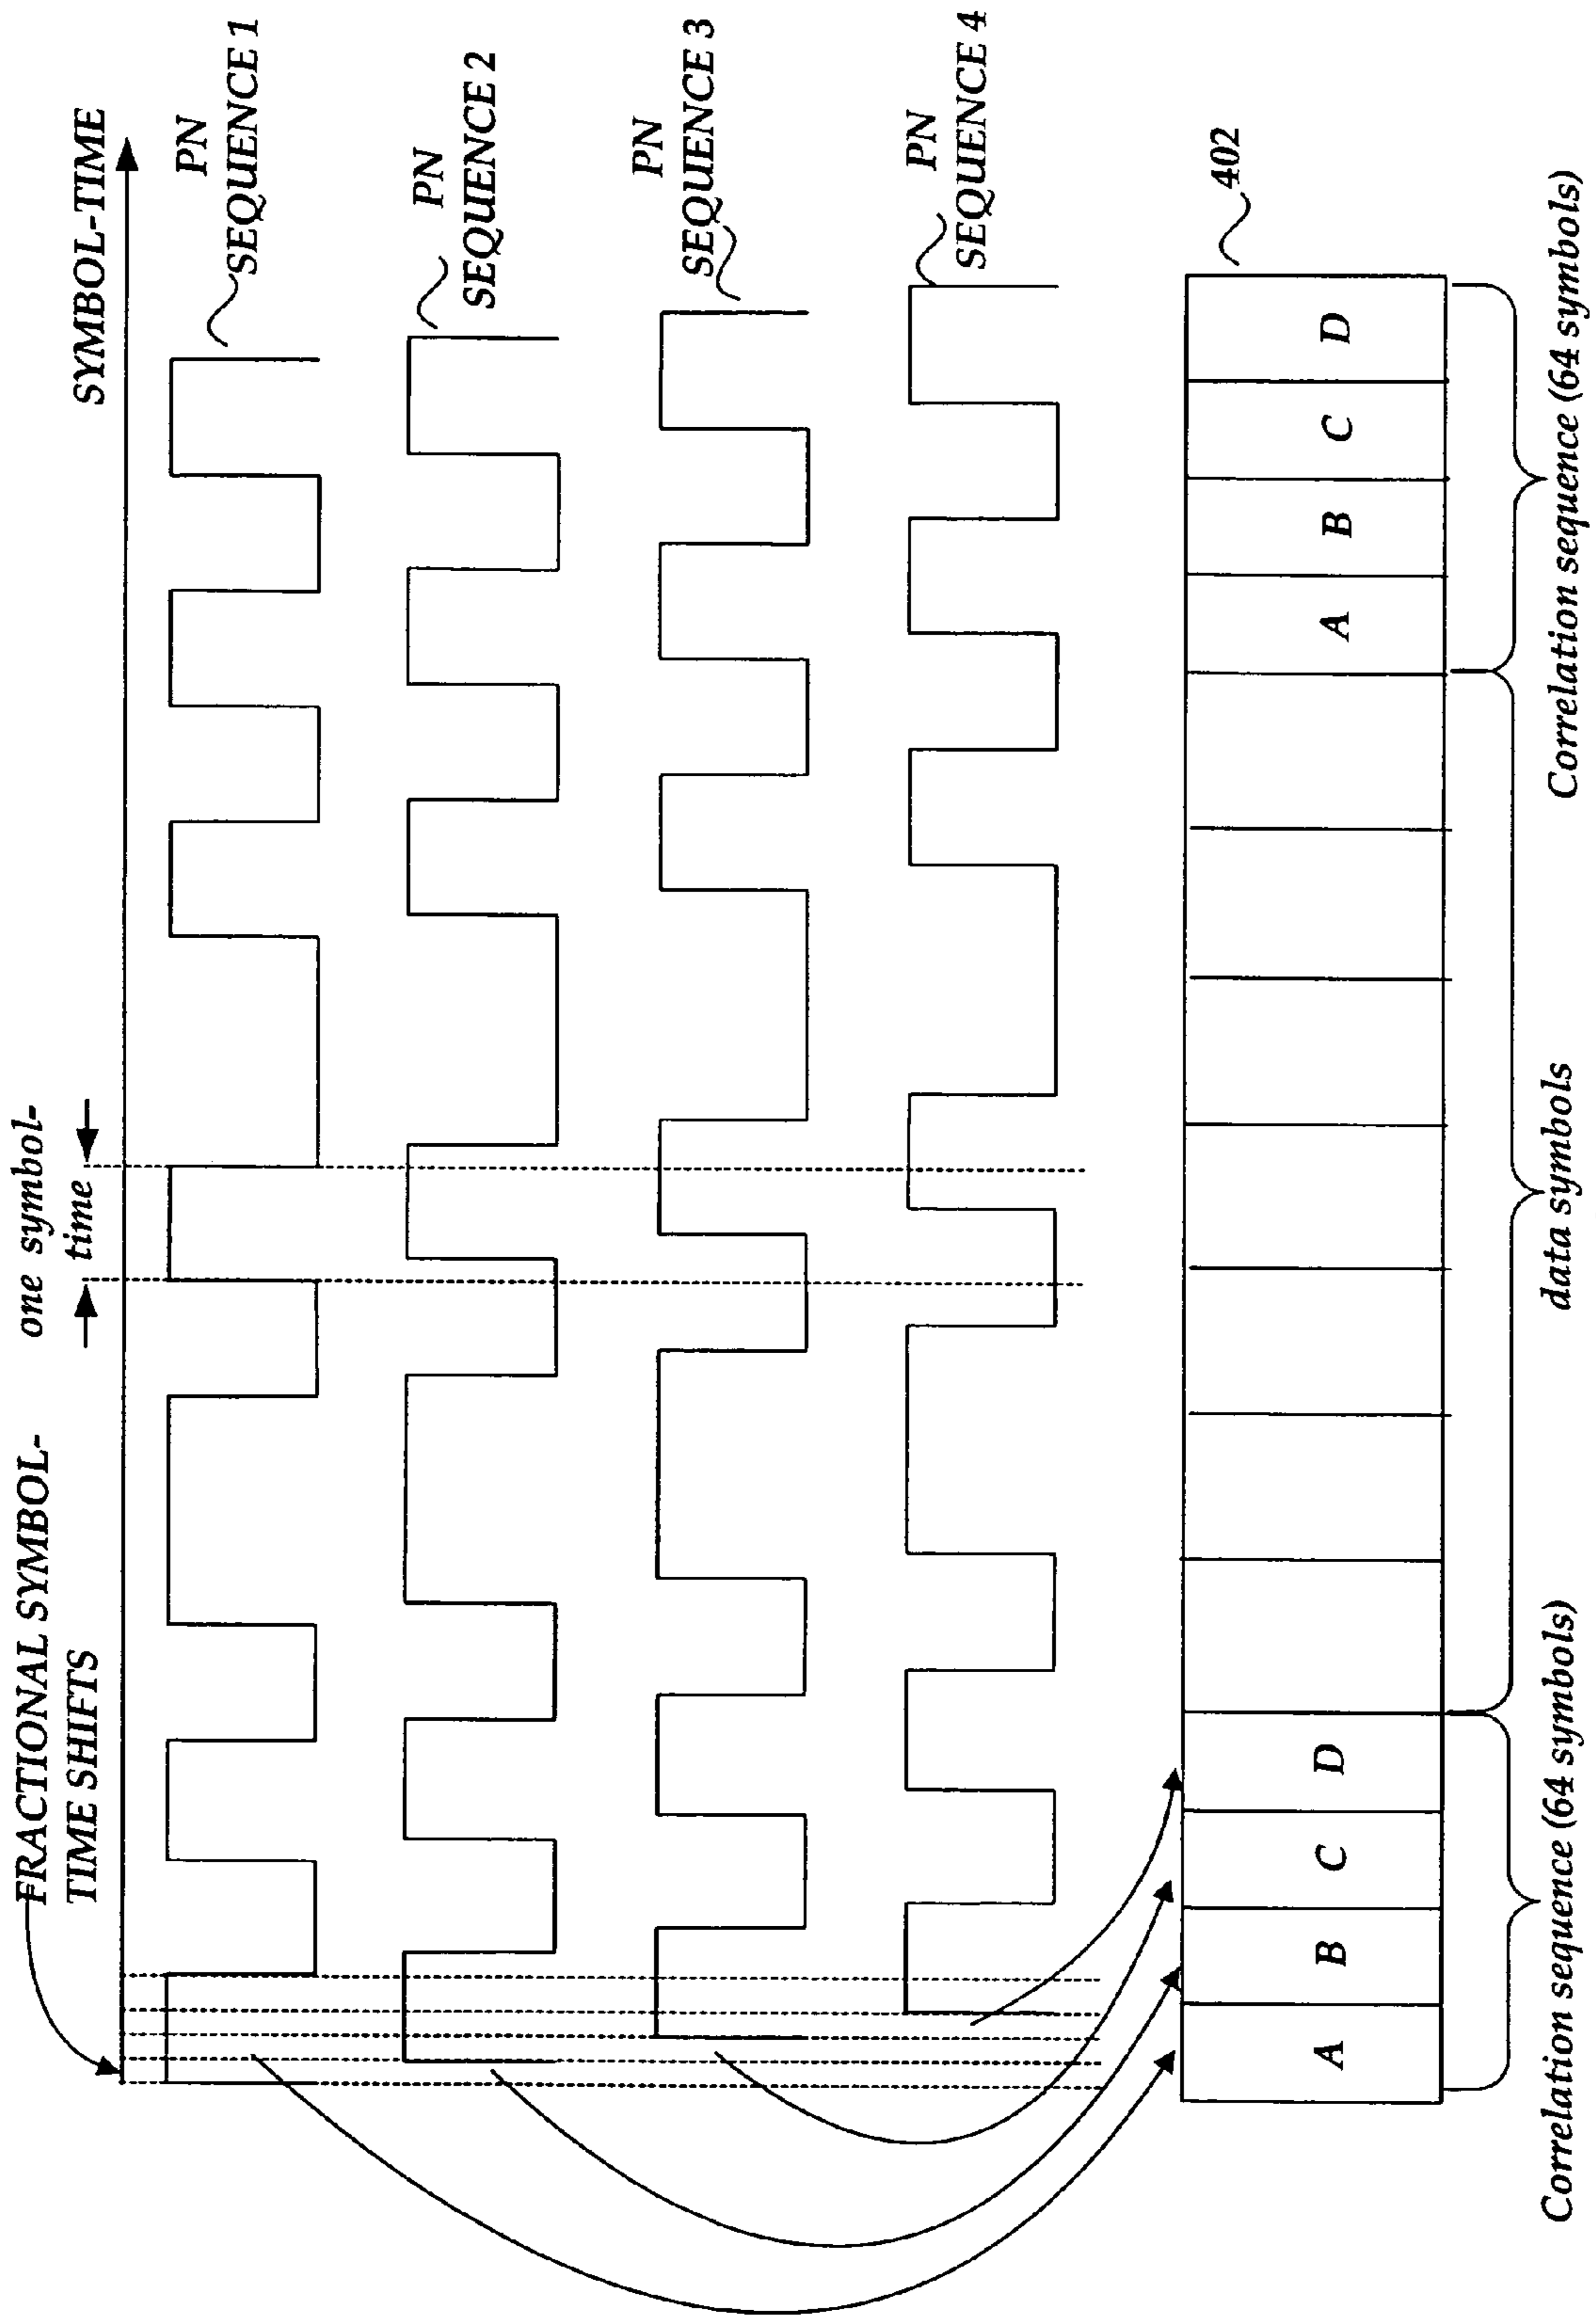 FRACTIONAL SYMBOL-
TIME SHIFTS
one symbol-
time
SYMBOL-TIME
PN
SEQUENCE 1
PN
SEQUENCE 2
PN
SEQUENCE 3
PN
SEQUENCE 4
402
A
B
C
D
A
B
C
D
Correlation sequence (64 symbols)
data symbols
Correlation sequence (64 symbols)